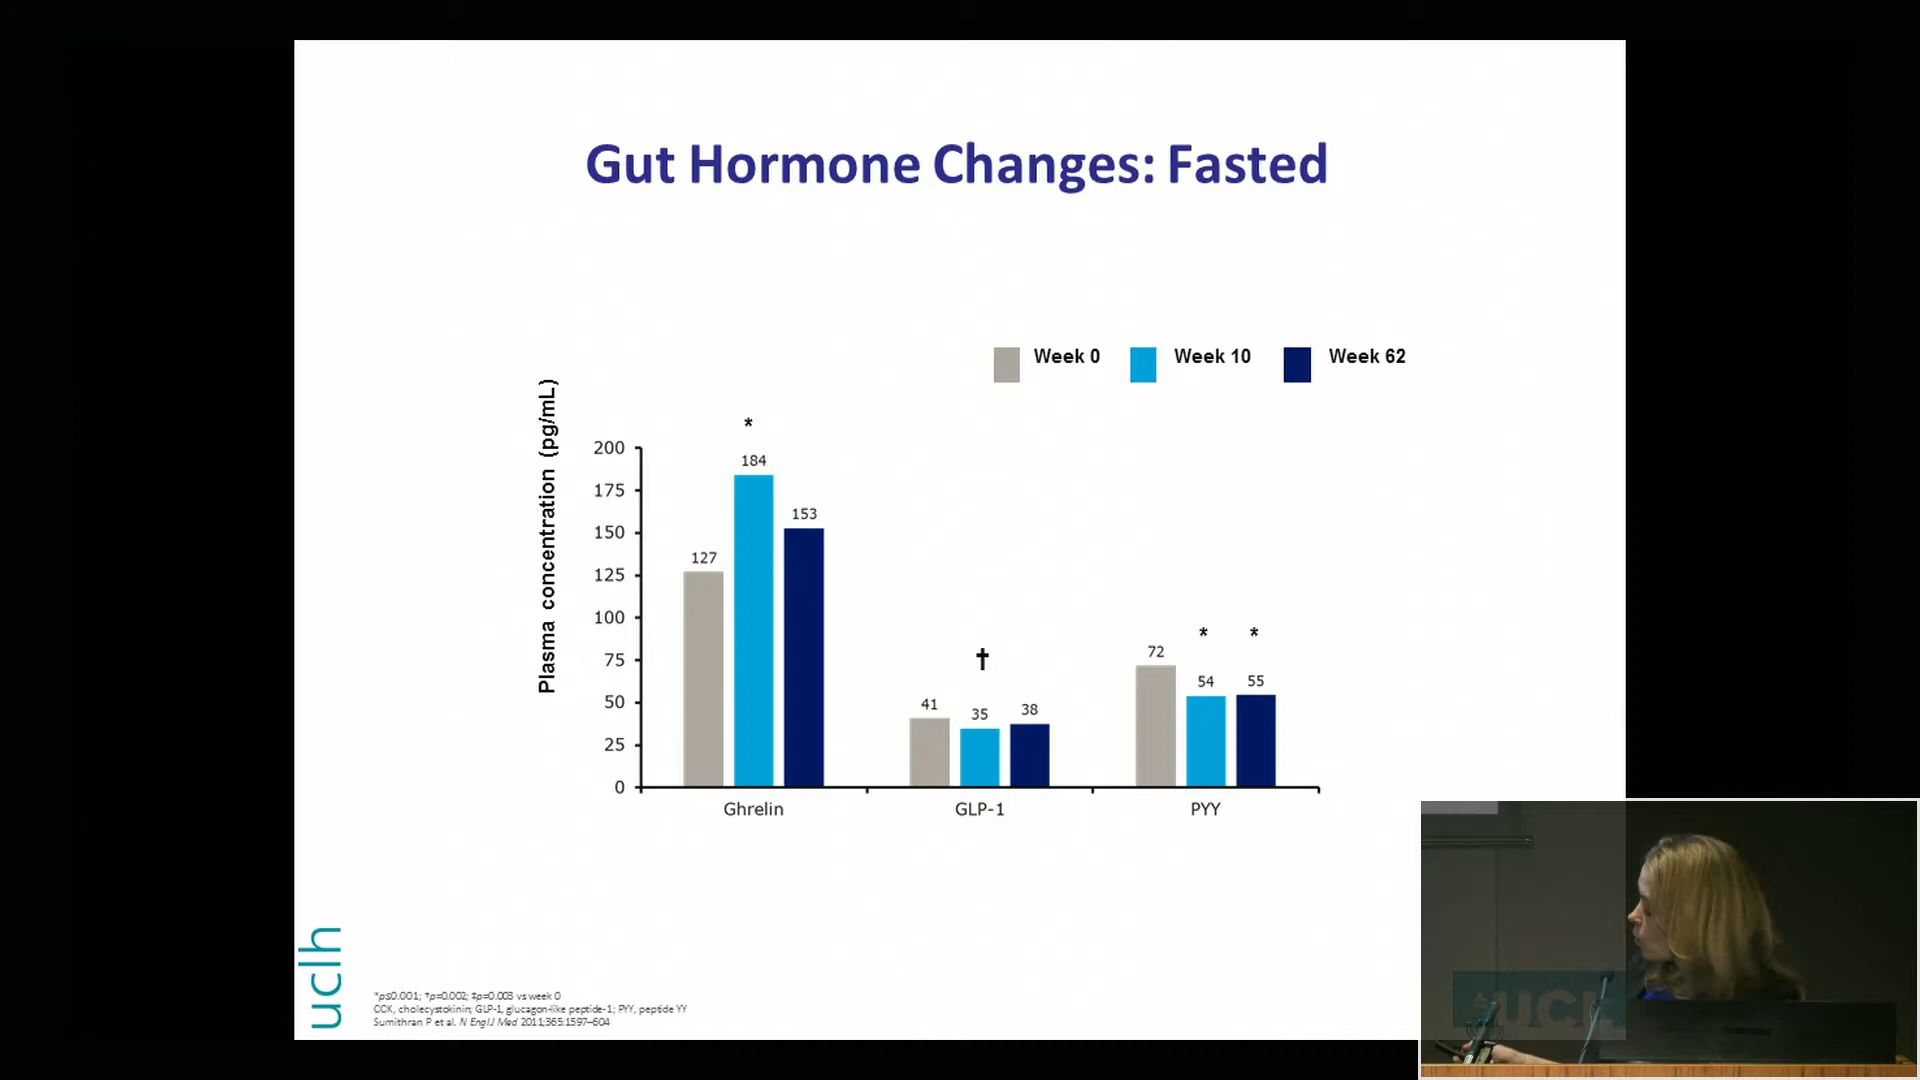 Gut Hormone Changes: Fasted
Week 0
Week 10
Week 62
Plasma concentration (pg/mL)
200
175
150
125
100
75
50
25
0
*
127
184
153
†
41
35
38
* *
72
54
55
Ghrelin
GLP-1
PYY
uclh
*p≤0.001; †p=0.002; ‡p=0.003 vs week 0
CCK, cholecystokinin; GLP-1, glucagon-like peptide-1; PYY, peptide YY
Sumithran P et al. N Engl J Med 2011;365:1597–604
UCL
SAMSUNG